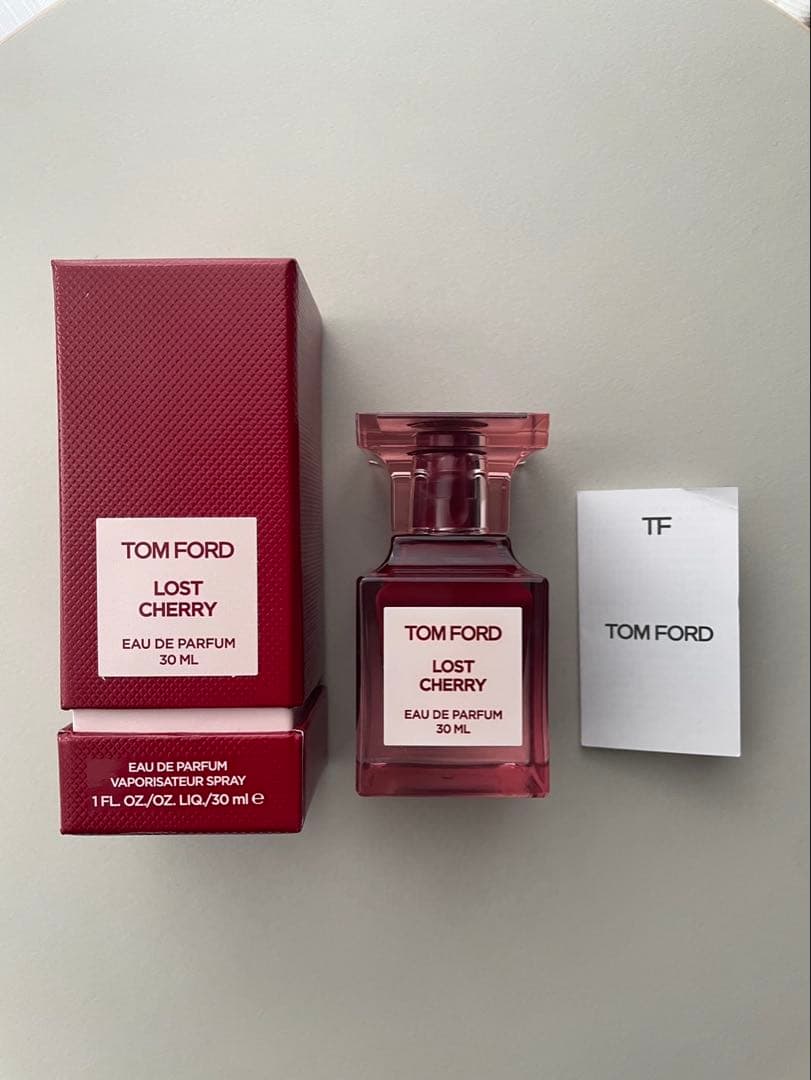 TOM FORD
LOST
CHERRY
EAU DE PARFUM
30 ML
EAU DE PARFUM
VAPORISATEUR SPRAY
1 FL. OZ./OZ. LIQ./30 ml ℮
TOM FORD
LOST
CHERRY
EAU DE PARFUM
30 ML
TF
TOM FORD